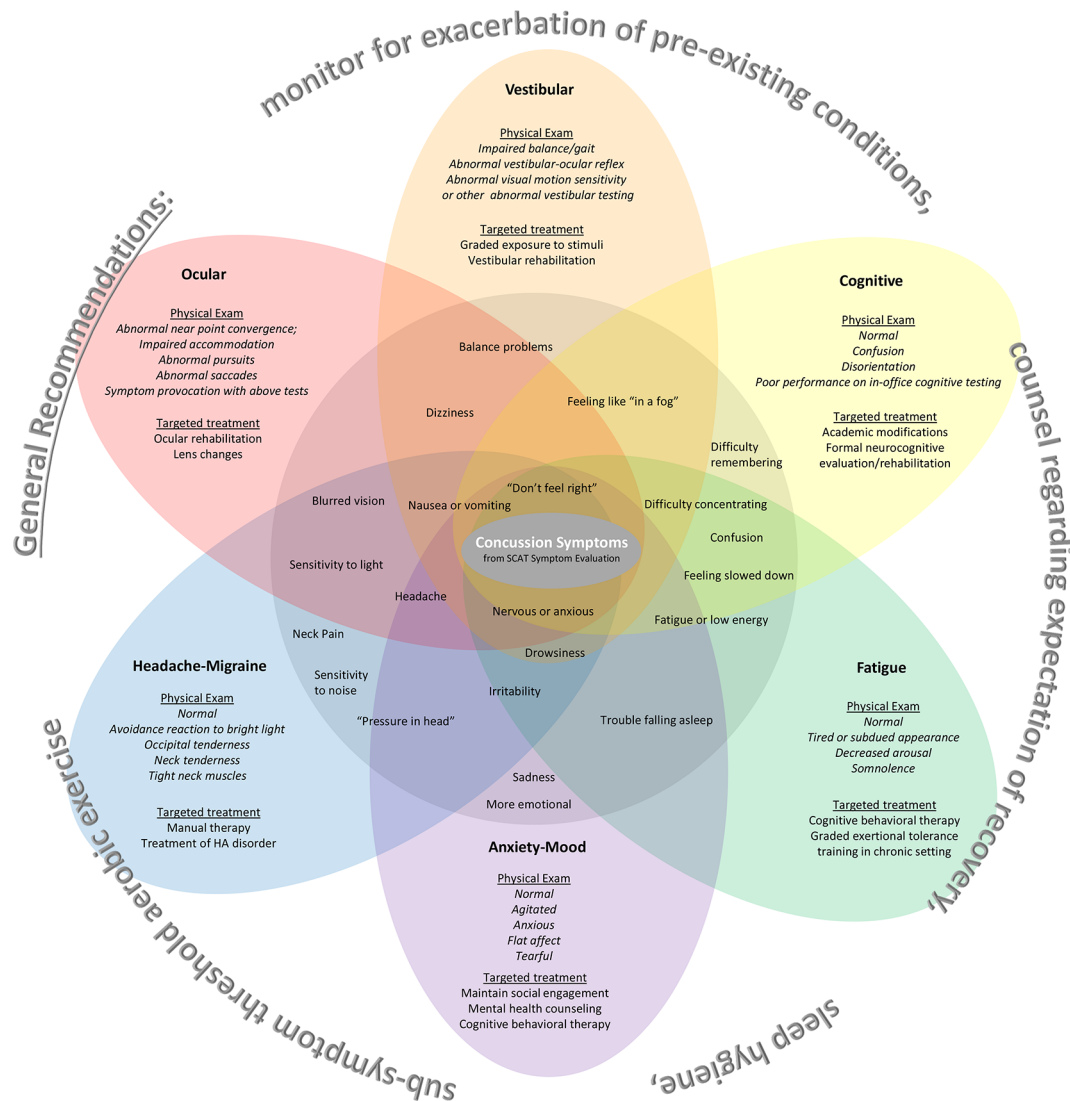 General Recommendations:
monitor for exacerbation of pre-existing conditions,
counsel regarding expectation of recovery,
sleep hygiene,
sub-symptom threshold aerobic exercise
Vestibular
Physical Exam
Impaired balance/gait
Abnormal vestibular-ocular reflex
Abnormal visual motion sensitivity
or other abnormal vestibular testing
Targeted treatment
Graded exposure to stimuli
Vestibular rehabilitation
Ocular
Physical Exam
Abnormal near point convergence;
Impaired accommodation
Abnormal pursuits
Abnormal saccades
Symptom provocation with above tests
Targeted treatment
Ocular rehabilitation
Lens changes
Cognitive
Physical Exam
Normal
Confusion
Disorientation
Poor performance on in-office cognitive testing
Targeted treatment
Academic modifications
Formal neurocognitive
evaluation/rehabilitation
Balance problems
Dizziness
Feeling like “in a fog”
Difficulty
remembering
Blurred vision
Nausea or vomiting
“Don’t feel right”
Difficulty concentrating
Concussion Symptoms
from SCAT Symptom Evaluation
Confusion
Sensitivity to light
Feeling slowed down
Headache
Nervous or anxious
Fatigue or low energy
Neck Pain
Drowsiness
Sensitivity
to noise
Irritability
“Pressure in head”
Trouble falling asleep
Sadness
More emotional
Headache-Migraine
Physical Exam
Normal
Avoidance reaction to bright light
Occipital tenderness
Neck tenderness
Tight neck muscles
Targeted treatment
Manual therapy
Treatment of HA disorder
Fatigue
Physical Exam
Normal
Tired or subdued appearance
Decreased arousal
Somnolence
Targeted treatment
Cognitive behavioral therapy
Graded exertional tolerance
training in chronic setting
Anxiety-Mood
Physical Exam
Normal
Agitated
Anxious
Flat affect
Tearful
Targeted treatment
Maintain social engagement
Mental health counseling
Cognitive behavioral therapy